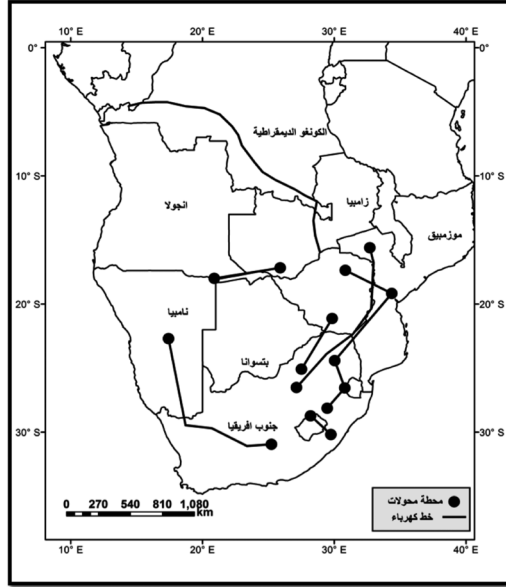 10° E 20° E 30° E 40° E
0° 0°
الكونغو الديمقراطية
10° S 10° S
زامبيا
انجولا
موزمبيق
20° S 20° S
نامبيا
بتسوانا
جنوب افريقيا
30° S 30° S
محطة محولات
خط كهرباء
0 270 540 810 1,080
km
10° E 20° E 30° E 40° E